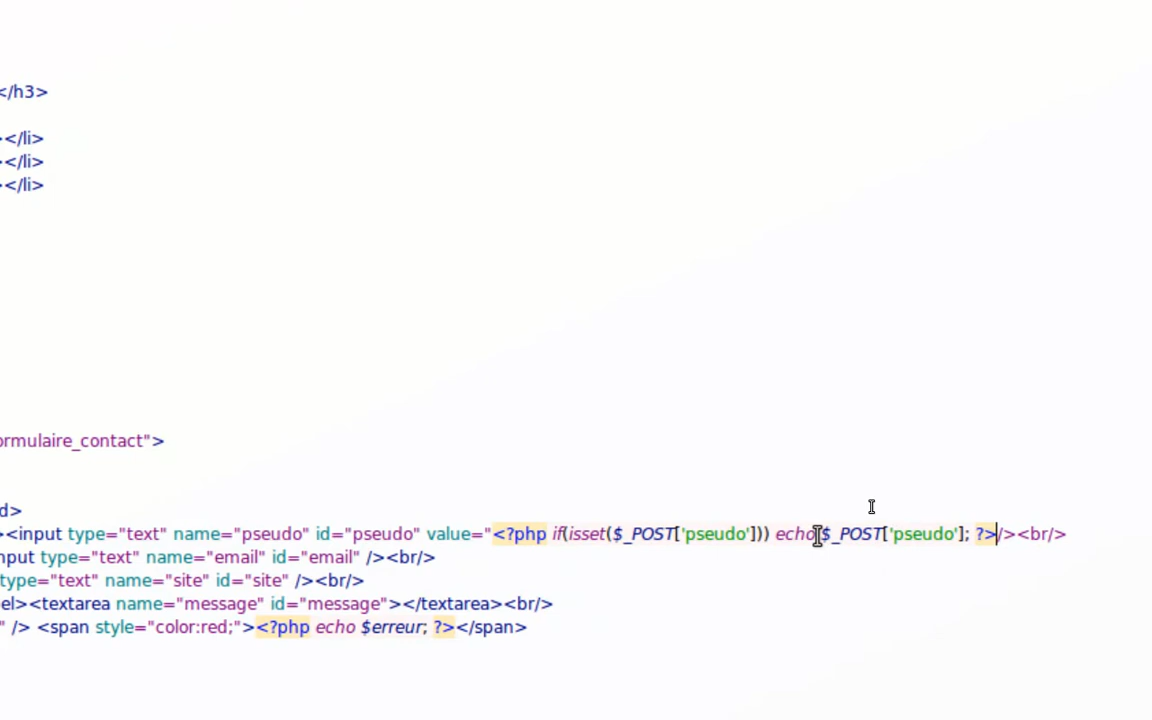 </h3>
></li>
></li>
></li>
ormulaire_contact">
d>
><input type="text" name="pseudo" id="pseudo" value="<?php if(isset($_POST['pseudo'])) echo $_POST['pseudo']; ?>/><br/>
nput type="text" name="email" id="email" /><br/>
type="text" name="site" id="site" /><br/>
el><textarea name="message" id="message"></textarea><br/>
" /> <span style="color:red;"><?php echo $erreur; ?></span>